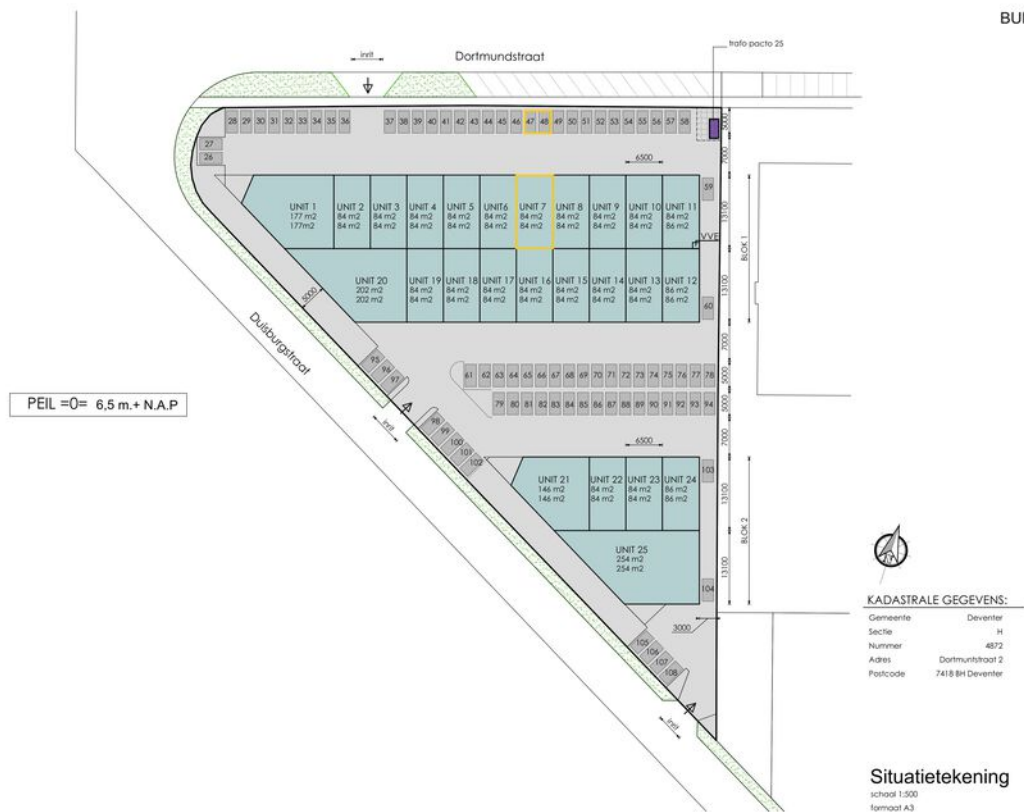 BUI
trafo pacto 25
Dortmundstraat
inrit
28 29 30 31 32 33 34 35 36 37 38 39 40 41 42 43 44 45 46 47 48 49 50 51 52 53 54 55 56 57 58
5000
27
26
7000
6500
59
UNIT 1
177 m2
177m2
UNIT 2
84 m2
84 m2
UNIT 3
84 m2
84 m2
UNIT 4
84 m2
84 m2
UNIT 5
84 m2
84 m2
UNIT6
84 m2
84 m2
UNIT 7
84 m2
84 m2
UNIT 8
84 m2
84 m2
UNIT 9
84 m2
84 m2
UNIT 10
84 m2
84 m2
UNIT 11
84 m2
86 m2
13100
BLOK 1
VVE
UNIT 20
202 m2
202 m2
UNIT 19
84 m2
84 m2
UNIT 18
84 m2
84 m2
UNIT 17
84 m2
84 m2
UNIT 16
84 m2
84 m2
UNIT 15
84 m2
84 m2
UNIT 14
84 m2
84 m2
UNIT 13
84 m2
84 m2
UNIT 12
86 m2
86 m2
13100
5000
60
Duisburgstraat
7000
95
96
97
61 62 63 64 65 66 67 68 69 70 71 72 73 74 75 76 77 78
5000
79 80 81 82 83 84 85 86 87 88 89 90 91 92 93 94
5000
PEIL =0= 6,5 m.+ N.A.P
inrit
98
99
100
101
102
7000
6500
103
UNIT 21
146 m2
146 m2
UNIT 22
84 m2
84 m2
UNIT 23
84 m2
84 m2
UNIT 24
86 m2
86 m2
13100
BLOK 2
UNIT 25
254 m2
254 m2
13100
104
3000
105
106
107
108
inrit
KADASTRALE GEGEVENS:
Gemeente Deventer
Sectie H
Nummer 4872
Adres Dortmuntstraat 2
Postcode 7418 BH Deventer
Situatietekening
schaal 1:500
formaat A3